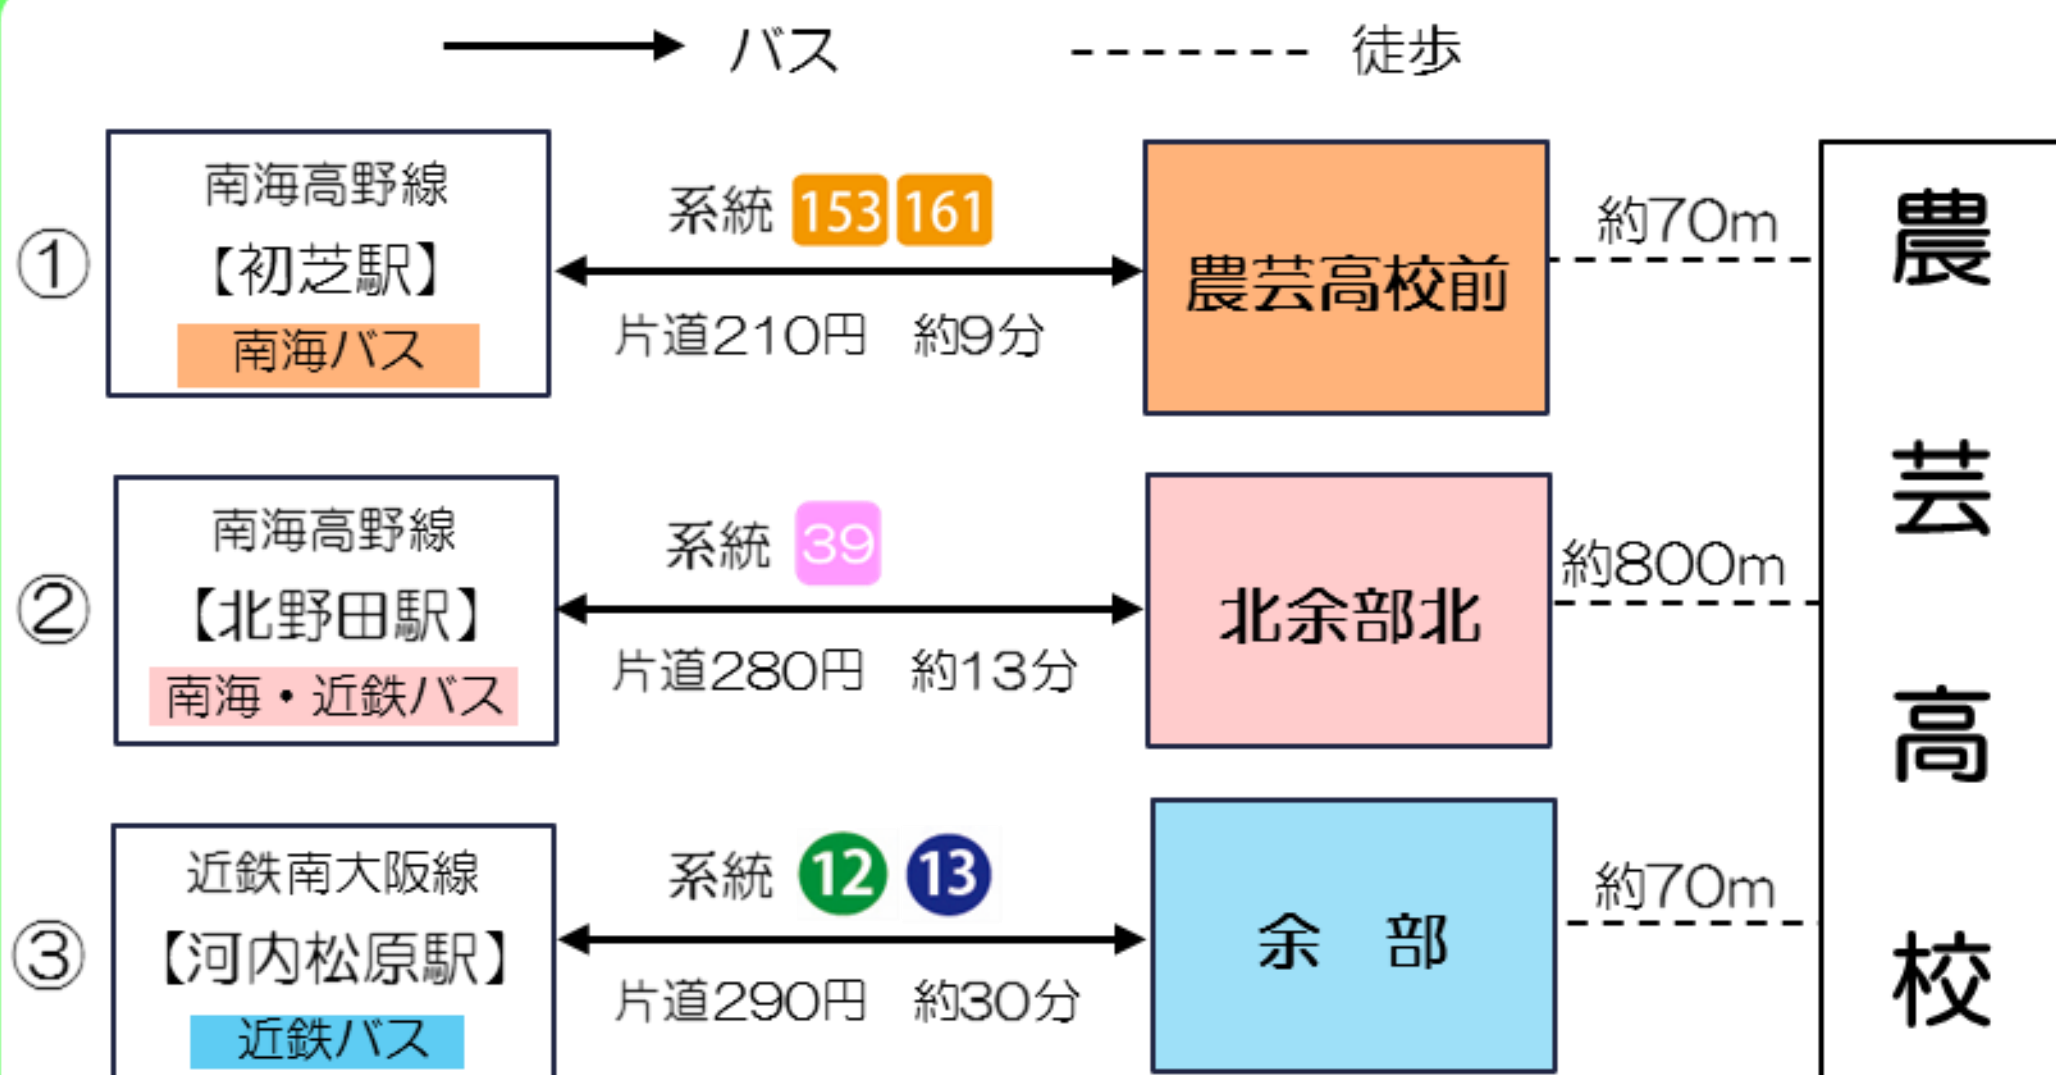 バス
徒歩
①
南海高野線
【初芝駅】
南海バス
系統 153 161
片道210円 約9分
農芸高校前
約70m
②
南海高野線
【北野田駅】
南海・近鉄バス
系統 39
片道280円 約13分
北余部北
約800m
③
近鉄南大阪線
【河内松原駅】
近鉄バス
系統 12 13
片道290円 約30分
余 部
約70m
農芸高校